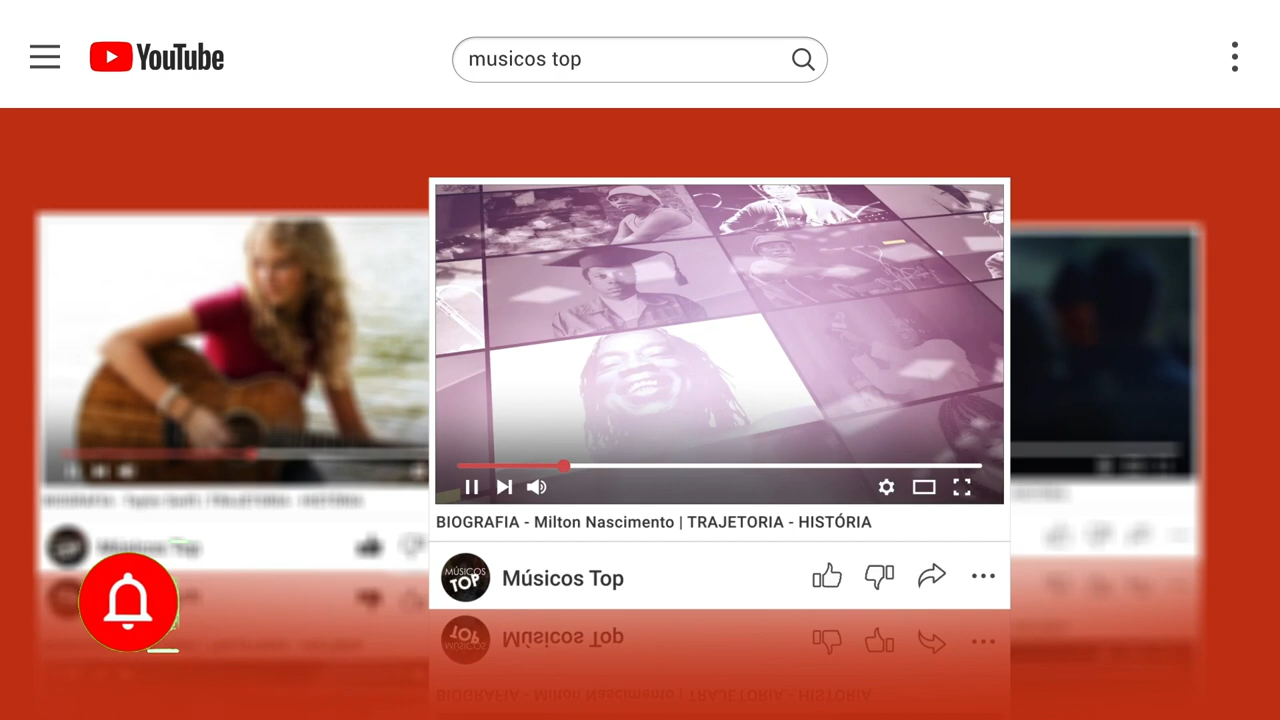 YouTube
musicos top
BIOGRAFIA - Milton Nascimento | TRAJETORIA - HISTÓRIA
MÚSICOS
TOP
Músicos Top